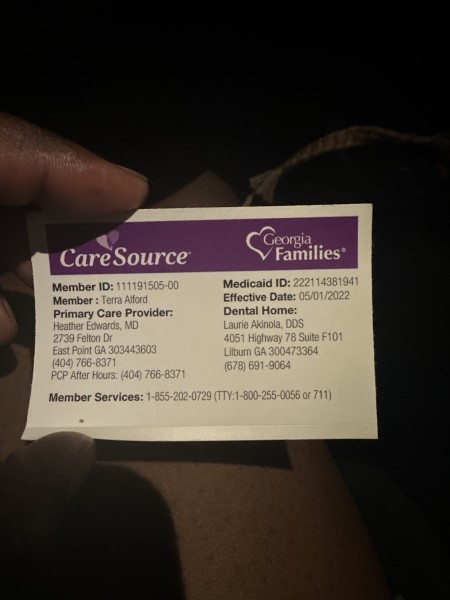 CareSource
Georgia Families®
Member ID: 111191505-00
Member : Terra Alford
Primary Care Provider:
Heather Edwards, MD
2739 Felton Dr
East Point GA 303443603
(404) 766-8371
PCP After Hours: (404) 766-8371
Medicaid ID: 222114381941
Effective Date: 05/01/2022
Dental Home:
Laurie Akinola, DDS
4051 Highway 78 Suite F101
Lilburn GA 300473364
(678) 691-9064
Member Services: 1-855-202-0729 (TTY:1-800-255-0056 or 711)